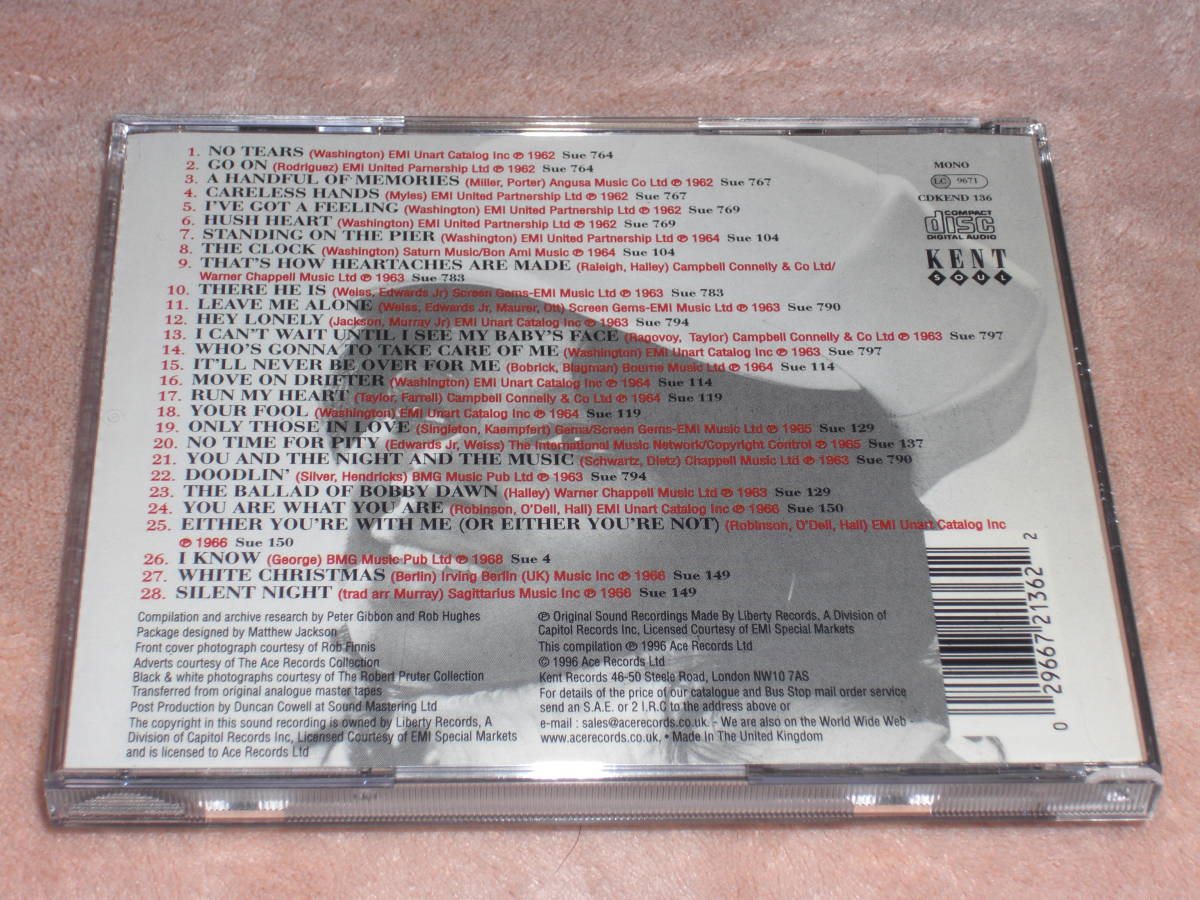 1. NO TEARS (Washington) EMI Unart Catalog Inc ℗ 1962 Sue 764
2. GO ON (Rodriguez) EMI United Parnership Ltd ℗ 1962 Sue 764
3. A HANDFUL OF MEMORIES (Miller, Porter) Angusa Music Co Ltd ℗ 1962 Sue 767
4. CARELESS HANDS (Myles) EMI United Partnership Ltd ℗ 1962 Sue 767
5. I'VE GOT A FEELING (Washington) EMI United Partnership Ltd ℗ 1962 Sue 769
6. HUSH HEART (Washington) EMI United Partnership Ltd ℗ 1962 Sue 769
7. STANDING ON THE PIER (Washington) EMI United Partnership Ltd ℗ 1964 Sue 104
8. THE CLOCK (Washington) Saturn Music/Bon Ami Music ℗ 1964 Sue 104
9. THAT'S HOW HEARTACHES ARE MADE (Raleigh, Halley) Campbell Connelly & Co Ltd/
Warner Chappell Music Ltd ℗ 1963 Sue 783
10. THERE HE IS (Weiss, Edwards Jr) Screen Gems-EMI Music Ltd ℗ 1963 Sue 783
11. LEAVE ME ALONE (Weiss, Edwards Jr, Maurer, Ott) Screen Gems-EMI Music Ltd ℗ 1963 Sue 790
12. HEY LONELY (Jackson, Murray Jr) EMI Unart Catalog Inc ℗ 1963 Sue 794
13. I CAN'T WAIT UNTIL I SEE MY BABY'S FACE (Ragovoy, Taylor) Campbell Connelly & Co Ltd ℗ 1963 Sue 797
14. WHO'S GONNA TO TAKE CARE OF ME (Washington) EMI Unart Catalog Inc ℗ 1963 Sue 797
15. IT'LL NEVER BE OVER FOR ME (Bobrick, Blagman) Bourne Music Ltd ℗ 1964 Sue 114
16. MOVE ON DRIFTER (Washington) EMI Unart Catalog Inc ℗ 1964 Sue 114
17. RUN MY HEART (Taylor, Farrell) Campbell Connelly & Co Ltd ℗ 1964 Sue 119
18. YOUR FOOL (Washington) EMI Unart Catalog Inc ℗ 1964 Sue 119
19. ONLY THOSE IN LOVE (Singleton, Kaempfert) Gema/Screen Gems-EMI Music Ltd ℗ 1965 Sue 129
20. NO TIME FOR PITY (Edwards Jr, Weiss) The International Music Network/Copyright Control ℗ 1965 Sue 137
21. YOU AND THE NIGHT AND THE MUSIC (Schwartz, Dietz) Chappell Music Ltd ℗ 1963 Sue 790
22. DOODLIN' (Silver, Hendricks) BMG Music Pub Ltd ℗ 1963 Sue 794
23. THE BALLAD OF BOBBY DAWN (Halley) Warner Chappell Music Ltd ℗ 1963 Sue 129
24. YOU ARE WHAT YOU ARE (Robinson, O'Dell, Hall) EMI Unart Catalog Inc ℗ 1966 Sue 150
25. EITHER YOU'RE WITH ME (OR EITHER YOU'RE NOT) (Robinson, O'Dell, Hall) EMI Unart Catalog Inc
℗ 1966 Sue 150
26. I KNOW (George) BMG Music Pub Ltd ℗ 1968 Sue 4
27. WHITE CHRISTMAS (Berlin) Irving Berlin (UK) Music Inc ℗ 1966 Sue 149
28. SILENT NIGHT (trad arr Murray) Sagittarius Music Inc ℗ 1966 Sue 149
MONO
LC 9671
CDKEND 136
COMPACT
disc
DIGITAL AUDIO
KENT
SOUL
Compilation and archive research by Peter Gibbon and Rob Hughes
Package designed by Matthew Jackson
Front cover photograph courtesy of Rob Finnis
Adverts courtesy of The Ace Records Collection
Black & white photographs courtesy of The Robert Pruter Collection
Transferred from original analogue master tapes
Post Production by Duncan Cowell at Sound Mastering Ltd
The copyright in this sound recording is owned by Liberty Records, A
Division of Capitol Records Inc, Licensed Courtesy of EMI Special Markets
and is licensed to Ace Records Ltd
℗ Original Sound Recordings Made By Liberty Records, A Division of
Capitol Records Inc, Licensed Courtesy of EMI Special Markets
This compilation ℗ 1996 Ace Records Ltd
© 1996 Ace Records Ltd
Kent Records 46-50 Steele Road, London NW10 7AS
For details of the price of our catalogue and Bus Stop mail order service
send an S.A.E. or 2 I,R.C to the address above or
e-mail : sales@acerecords.co.uk. - We are also on the World Wide Web -
www.acerecords.co.uk, • Made In The United Kingdom
0 29667 21362 2